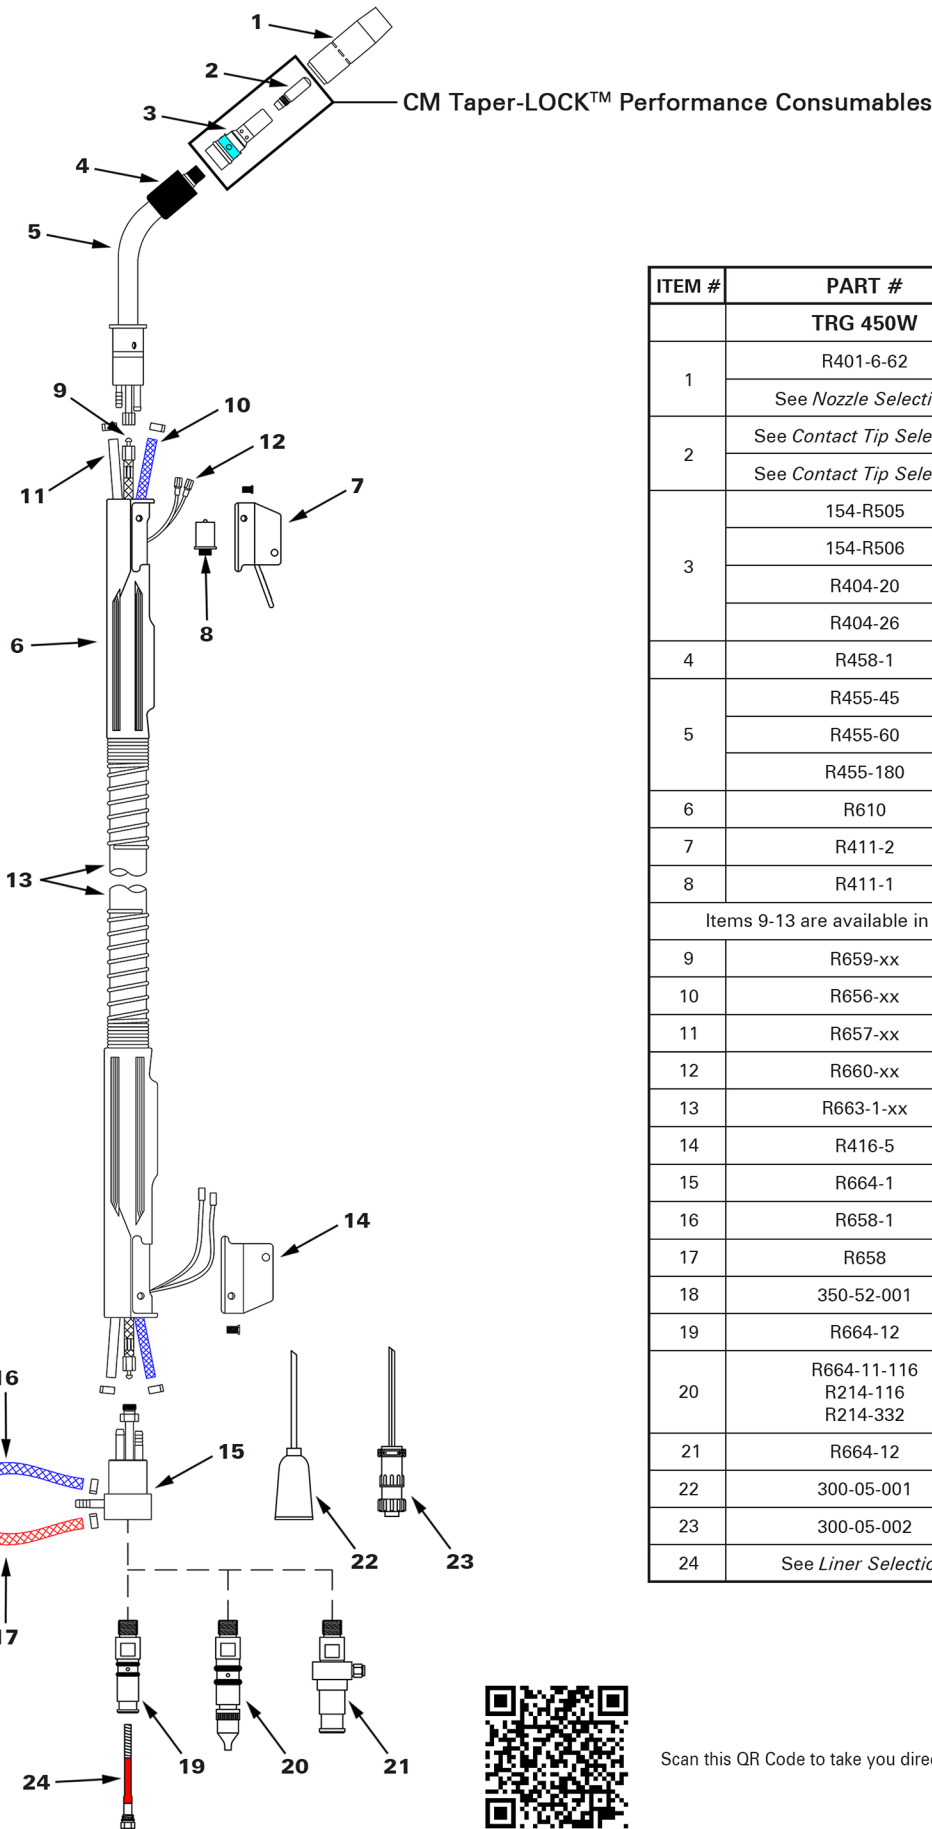 1
2
3
CM Taper-LOCK™ Performance Consumables
4
5
9
10
12
11
7
8
6
13
14
16
15
22
23
17
19
20
21
24
ITEM # PART #
TRG 450W
1 R401-6-62
See Nozzle Selecti
2 See Contact Tip Sele
See Contact Tip Sele
3 154-R505
154-R506
R404-20
R404-26
4 R458-1
5 R455-45
R455-60
R455-180
6 R610
7 R411-2
8 R411-1
Items 9-13 are available in
9 R659-xx
10 R656-xx
11 R657-xx
12 R660-xx
13 R663-1-xx
14 R416-5
15 R664-1
16 R658-1
17 R658
18 350-52-001
19 R664-12
20 R664-11-116
R214-116
R214-332
21 R664-12
22 300-05-001
23 300-05-002
24 See Liner Selectio
Scan this QR Code to take you dire